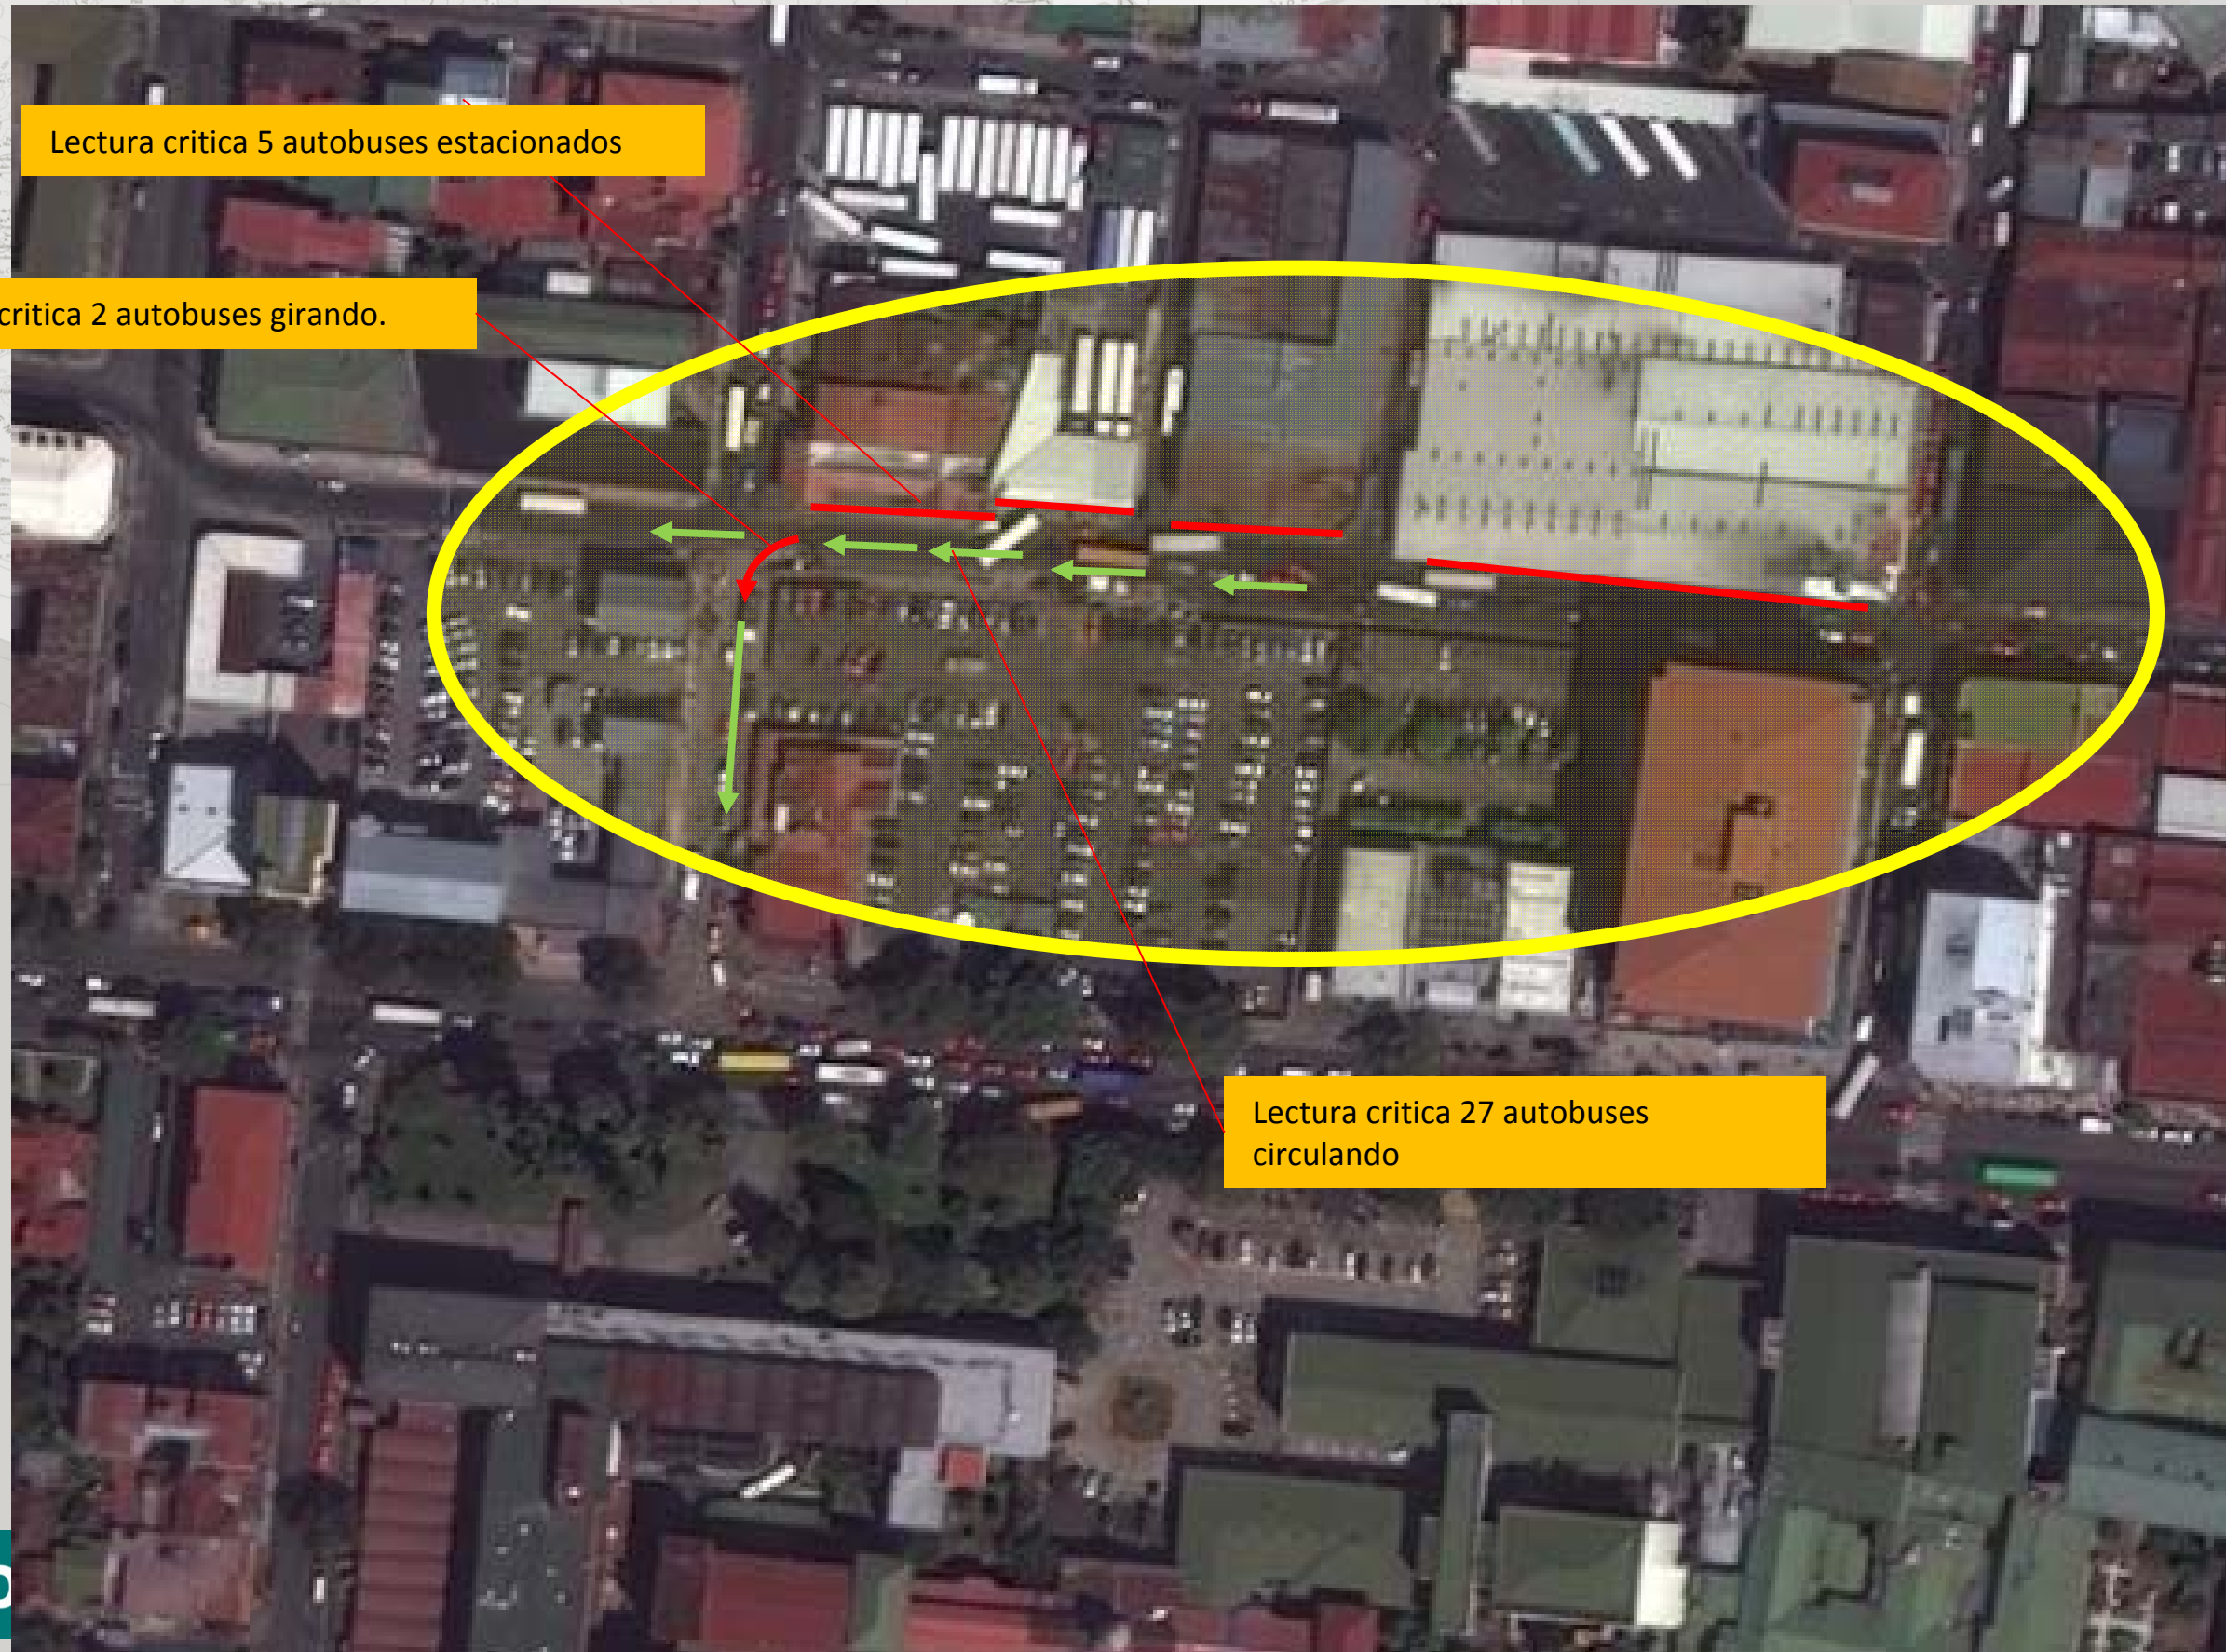 Lectura critica 5 autobuses estacionados
critica 2 autobuses girando.
Lectura critica 27 autobuses
circulando